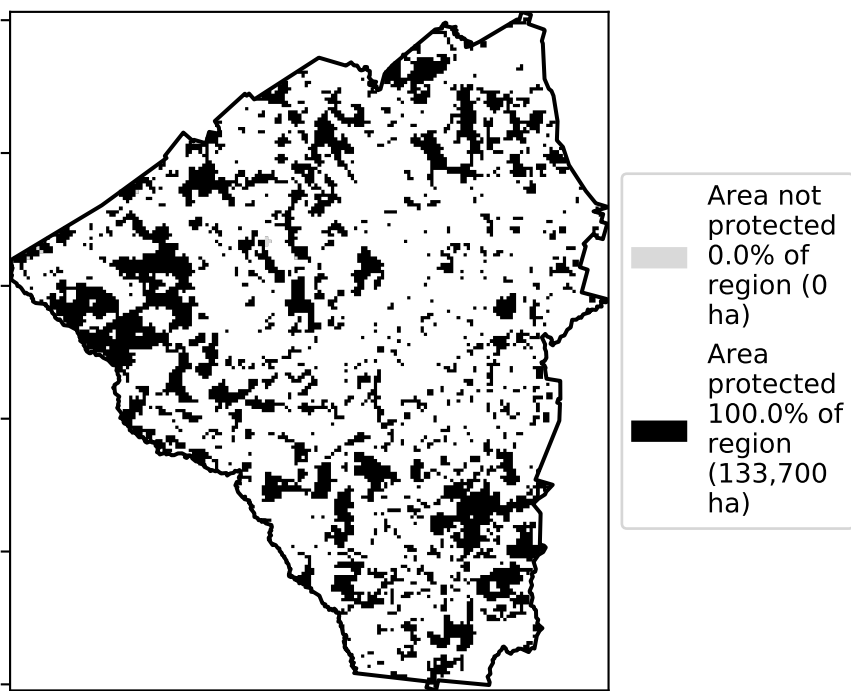 Area not
protected
0.0% of
region (0
ha)
Area
protected
100.0% of
region
(133,700
ha)